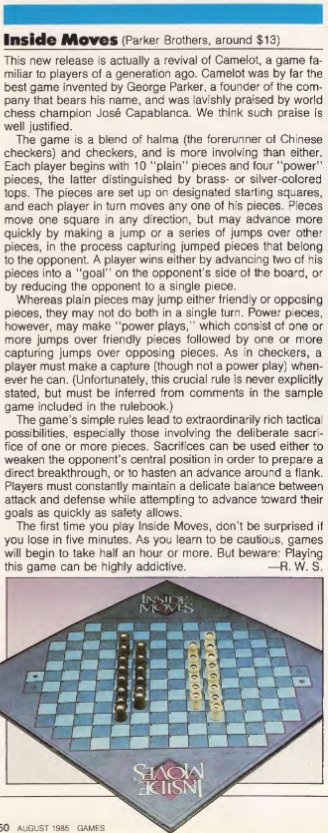 Inside Moves (Parker Brothers, around $13)
This new release is actually a revival of Camelot, a game fa-
miliar to players of a generation ago. Camelot was by far the
best game invented by George Parker, a founder of the com-
pany that bears his name, and was lavishly praised by world
chess champion José Capablanca. We think such praise is
well justified.
The game is a blend of halma (the forerunner of Chinese
checkers) and checkers, and is more involving than either.
Each player begins with 10 "plain" pieces and four "power"
pieces, the latter distinguished by brass- or silver-colored
tops. The pieces are set up on designated starting squares,
and each player in turn moves any one of his pieces. Pieces
move one square in any direction, but may advance more
quickly by making a jump or a series of jumps over other
pieces, in the process capturing jumped pieces that belong
to the opponent. A player wins either by advancing two of his
pieces into a "goal" on the opponent's side of the board, or
by reducing the opponent to a single piece.
Whereas plain pieces may jump either friendly or opposing
pieces, they may not do both in a single turn. Power pieces,
however, may make "power plays," which consist of one or
more jumps over friendly pieces followed by one or more
capturing jumps over opposing pieces. As in checkers, a
player must make a capture (though not a power play) when-
ever he can. (Unfortunately, this crucial rule is never explicitly
stated, but must be inferred from comments in the sample
game included in the rulebook.)
The game's simple rules lead to extraordinarily rich tactical
possibilities, especially those involving the deliberate sacri-
fice of one or more pieces. Sacrifices can be used either to
weaken the opponent's central position in order to prepare a
direct breakthrough, or to hasten an advance around a flank.
Players must constantly maintain a delicate balance between
attack and defense while attempting to advance toward their
goals as quickly as safety allows.
The first time you play Inside Moves, don't be surprised if
you lose in five minutes. As you learn to be cautious, games
will begin to take half an hour or more. But beware: Playing
this game can be highly addictive. —R. W. S.
INSIDE
MOVES
INSIDE
MOVES
50 AUGUST 1985 GAMES